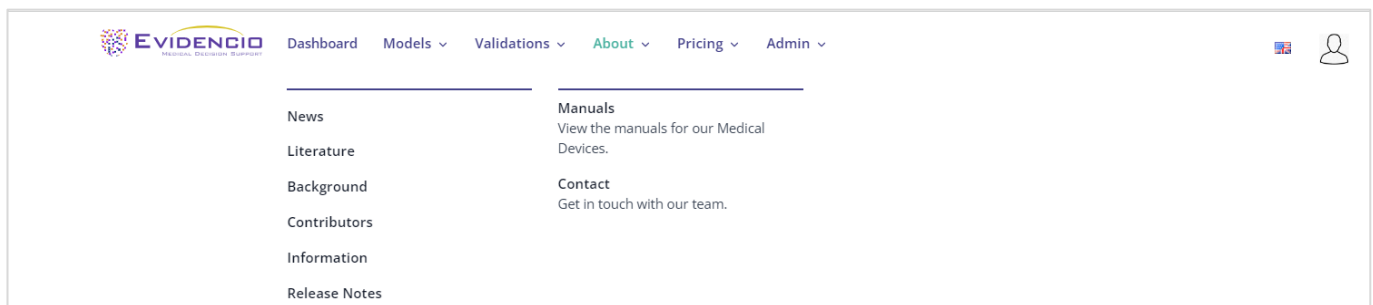 EVIDENCIO
MEDICAL DECISION SUPPORT
Dashboard Models Validations About Pricing Admin
News
Literature
Background
Contributors
Information
Release Notes
Manuals
View the manuals for our Medical
Devices.
Contact
Get in touch with our team.